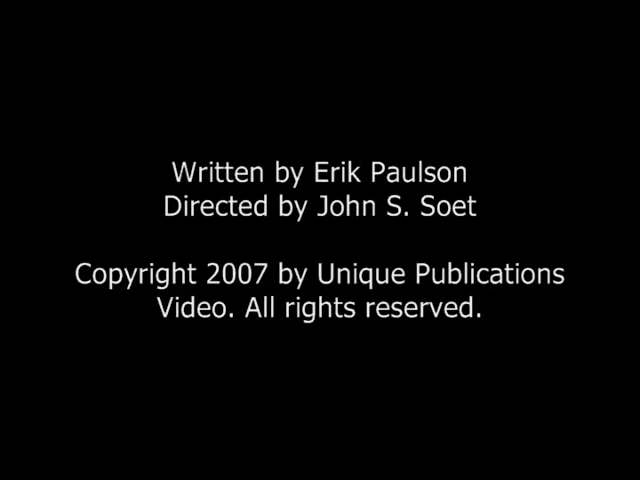 Written by Erik Paulson
Directed by John S. Soet
Copyright 2007 by Unique Publications
Video. All rights reserved.